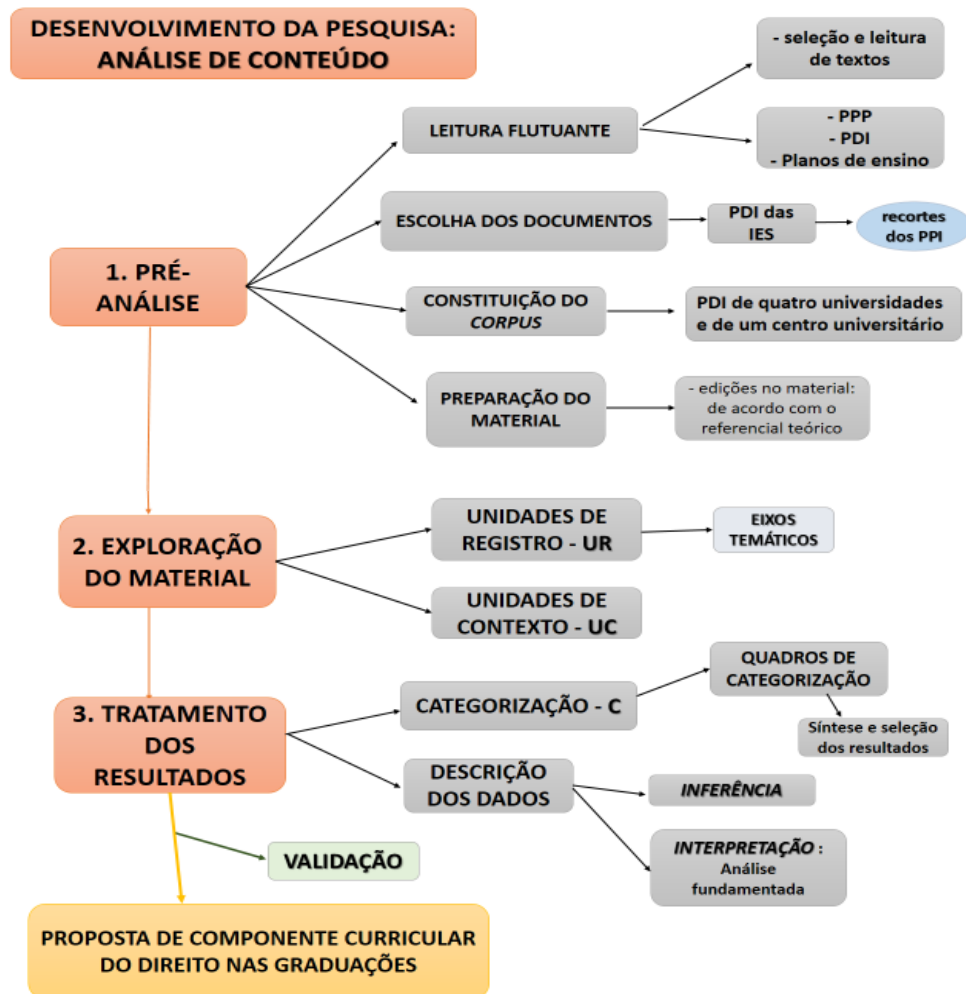 DESENVOLVIMENTO DA PESQUISA:
ANÁLISE DE CONTEÚDO
- seleção e leitura
de textos
LEITURA FLUTUANTE
- PPP
- PDI
- Planos de ensino
ESCOLHA DOS DOCUMENTOS
PDI das
IES
recortes
dos PPI
1. PRÉ-
ANÁLISE
CONSTITUIÇÃO DO
CORPUS
PDI de quatro universidades
e de um centro universitário
PREPARAÇÃO DO
MATERIAL
- edições no material:
de acordo com o
referencial teórico
2. EXPLORAÇÃO
DO MATERIAL
UNIDADES DE
REGISTRO - UR
EIXOS
TEMÁTICOS
UNIDADES DE
CONTEXTO - UC
3. TRATAMENTO
DOS
RESULTADOS
CATEGORIZAÇÃO - C
QUADROS DE
CATEGORIZAÇÃO
Síntese e seleção
dos resultados
DESCRIÇÃO
DOS DADOS
INFERÊNCIA
INTERPRETAÇÃO :
Análise
fundamentada
VALIDAÇÃO
PROPOSTA DE COMPONENTE CURRICULAR
DO DIREITO NAS GRADUAÇÕES